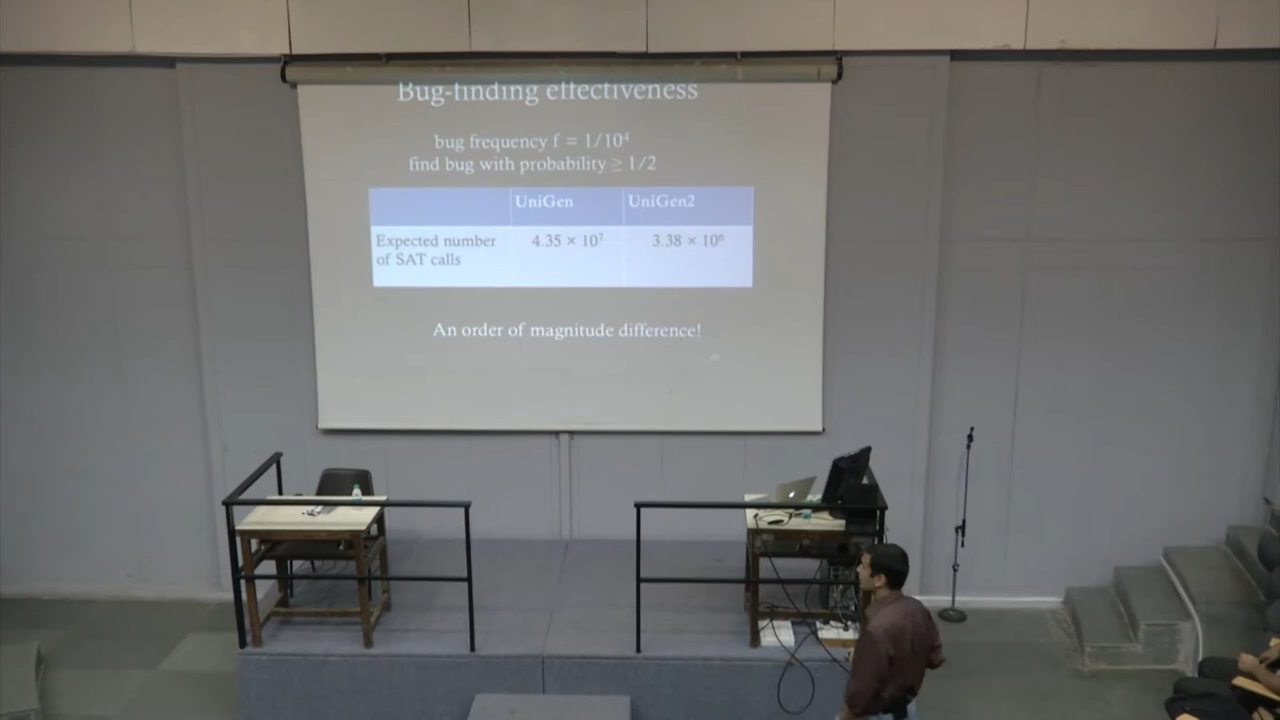 Bug-finding effectiveness
bug frequency f = 1/10⁴
find bug with probability ≥ 1/2
UniGen UniGen2
Expected number of SAT calls 4.35 × 10⁷ 3.38 × 10⁶
An order of magnitude difference!